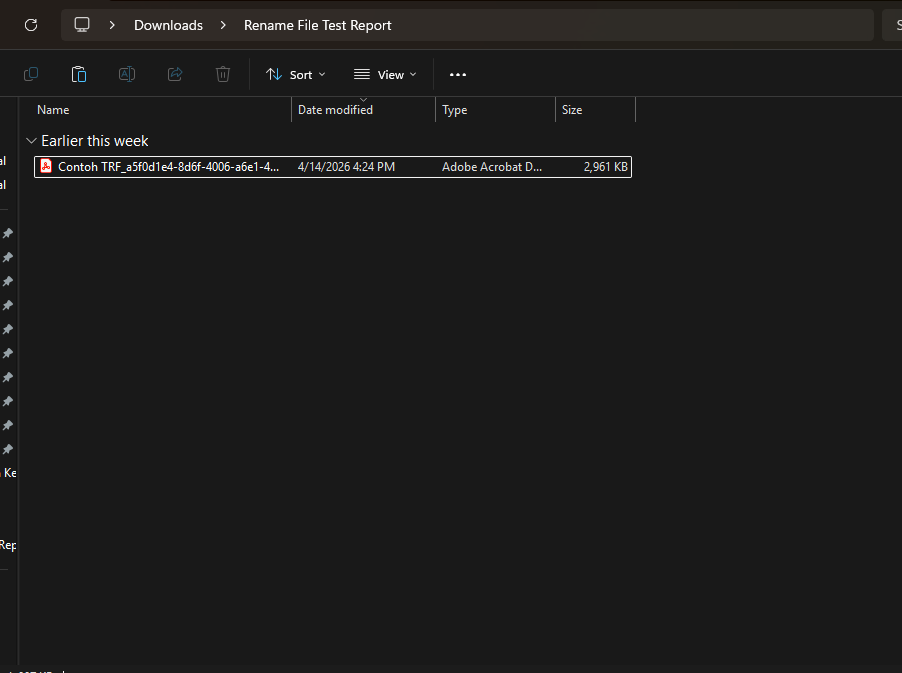 Downloads > Rename File Test Report
Sort View
Name Date modified Type Size
Earlier this week
Contoh TRF_a5f0d1e4-8d6f-4006-a6e1-4... 4/14/2026 4:24 PM Adobe Acrobat D... 2,961 KB
al
al
Ke
Rep